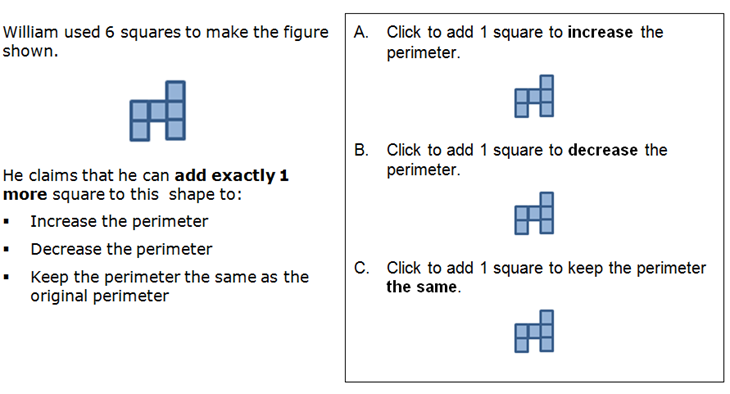 William used 6 squares to make the figure
shown.
He claims that he can add exactly 1
more square to this shape to:
▪ Increase the perimeter
▪ Decrease the perimeter
▪ Keep the perimeter the same as the
original perimeter
A. Click to add 1 square to increase the
perimeter.
B. Click to add 1 square to decrease the
perimeter.
C. Click to add 1 square to keep the perimeter
the same.